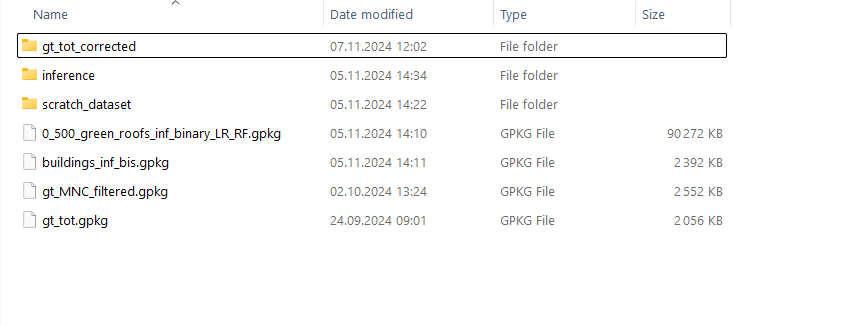 Name Date modified Type Size
gt_tot_corrected 07.11.2024 12:02 File folder
inference 05.11.2024 14:34 File folder
scratch_dataset 05.11.2024 14:22 File folder
0_500_green_roofs_inf_binary_LR_RF.gpkg 05.11.2024 14:10 GPKG File 90 272 KB
buildings_inf_bis.gpkg 05.11.2024 14:11 GPKG File 2 392 KB
gt_MNC_filtered.gpkg 02.10.2024 13:24 GPKG File 2 552 KB
gt_tot.gpkg 24.09.2024 09:01 GPKG File 2 056 KB